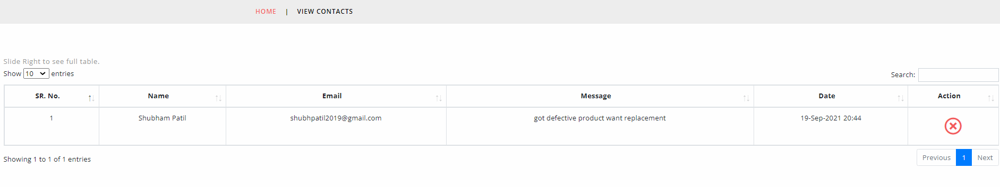 HOME | VIEW CONTACTS
Slide Right to see full table.
Show 10 entries
Search:
SR. No. Name Email Message Date Action
1 Shubham Patil shubhpatil2019@gmail.com got defective product want replacement 19-Sep-2021 20:44
Showing 1 to 1 of 1 entries
Previous 1 Next